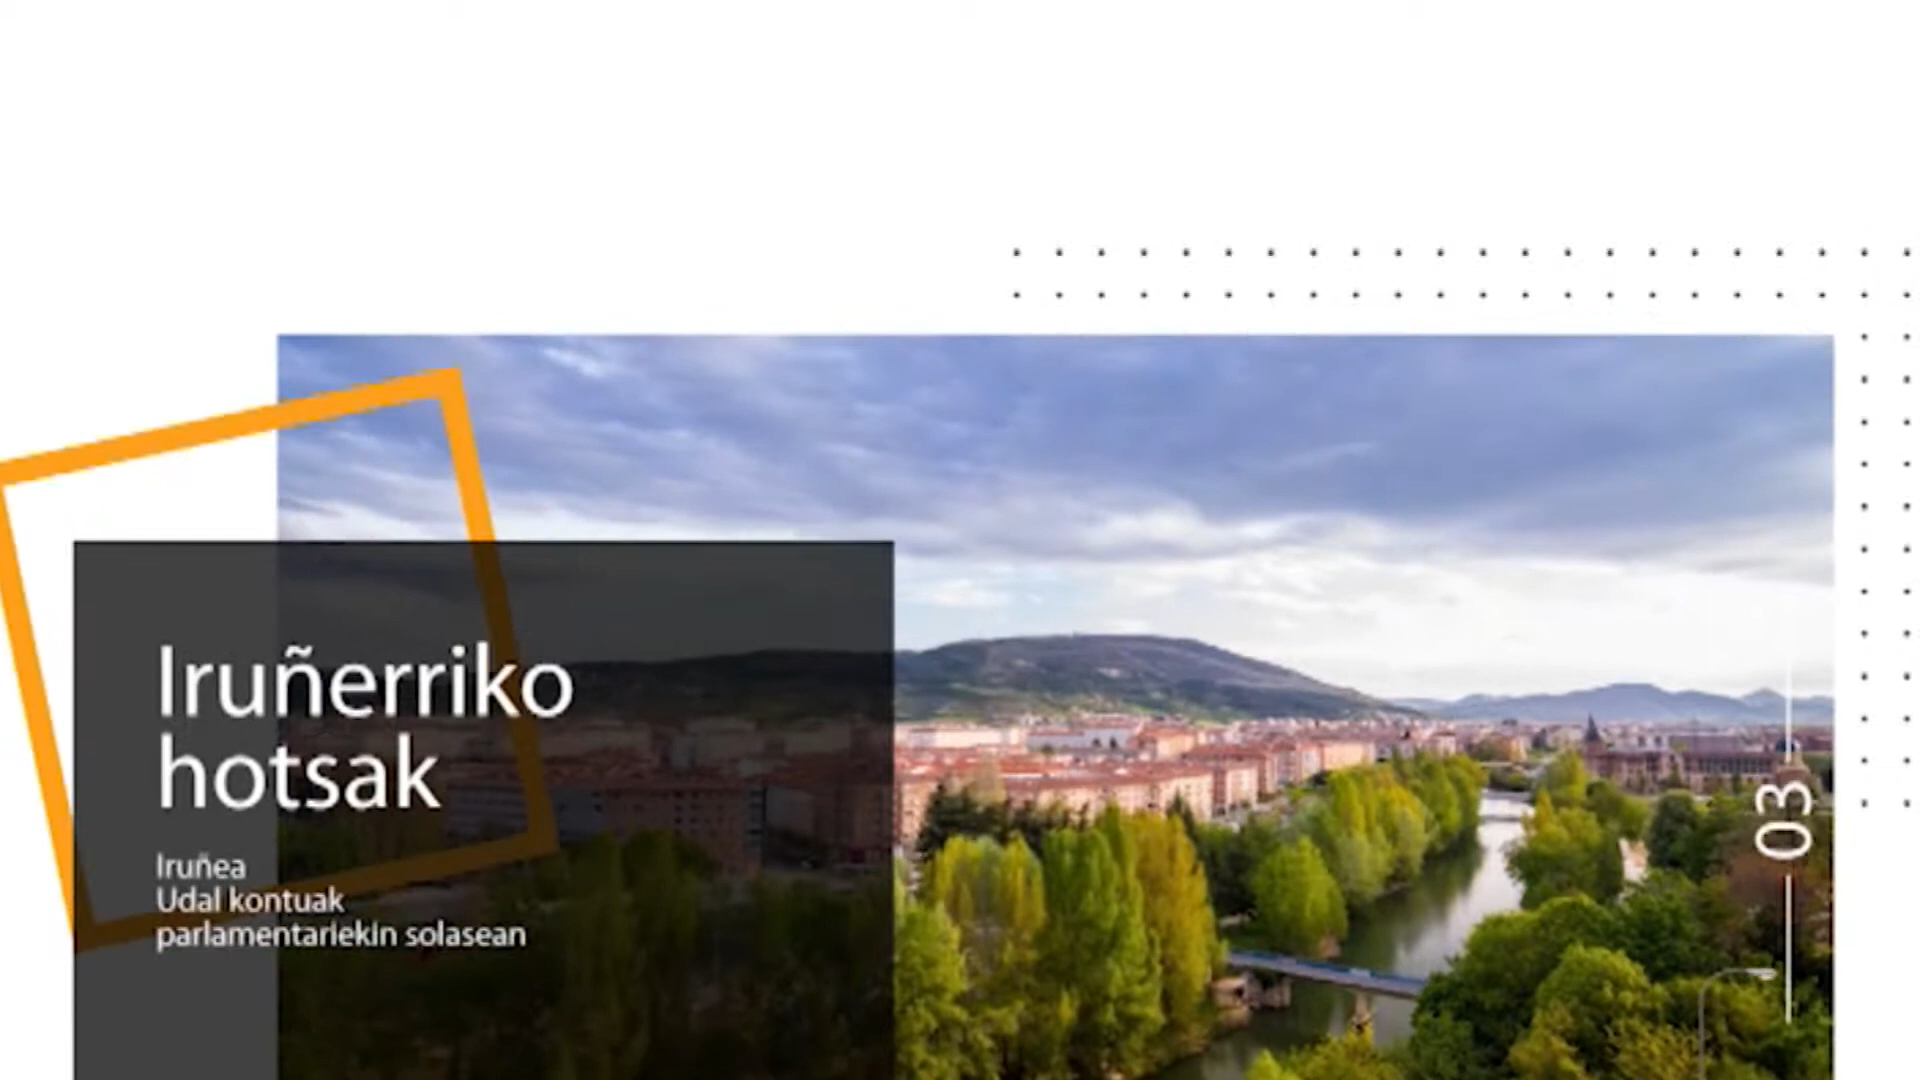 Iruñerriko
hotsak
Iruñea
Udal kontuak
parlamentariekin solasean
03